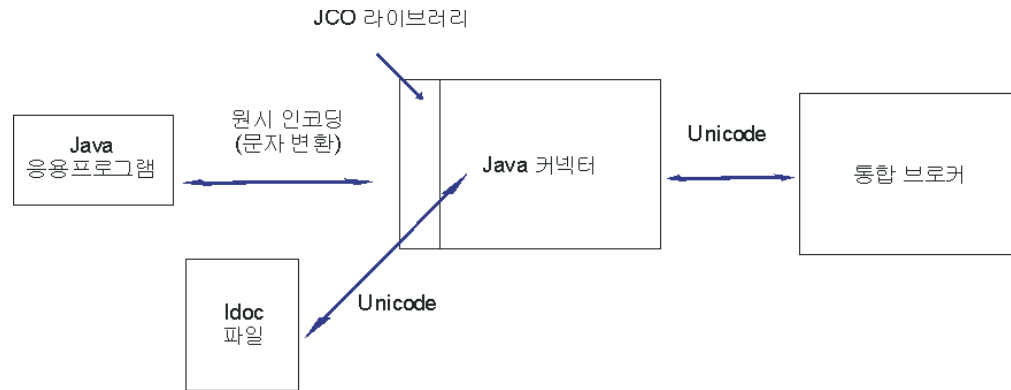 JCO 라이브러리
원시 인코딩
(문자 변환)
Java
응용프로그램
Java 커넥터
Unicode
통합 브로커
Idoc
파일
Unicode